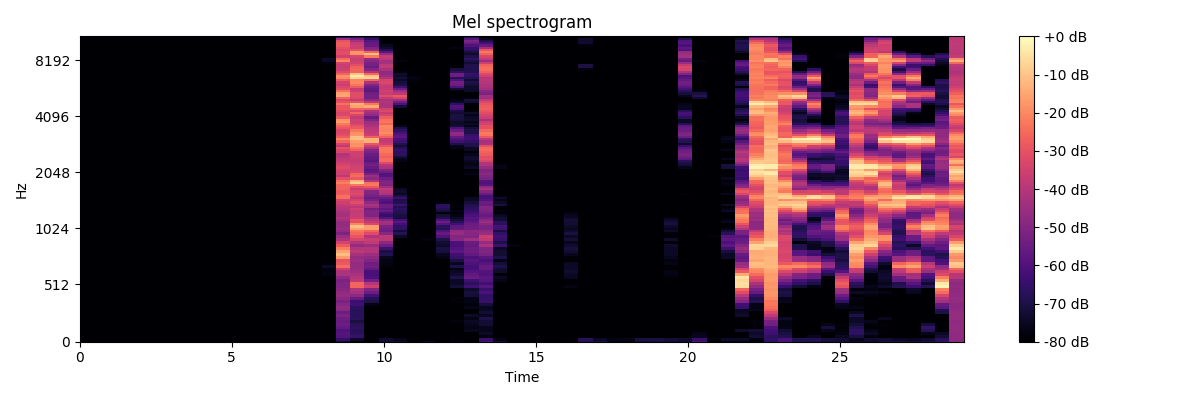 Mel spectrogram
8192
4096
2048
1024
512
0
Hz
0 5 10 15 20 25
Time
+0 dB
-10 dB
-20 dB
-30 dB
-40 dB
-50 dB
-60 dB
-70 dB
-80 dB